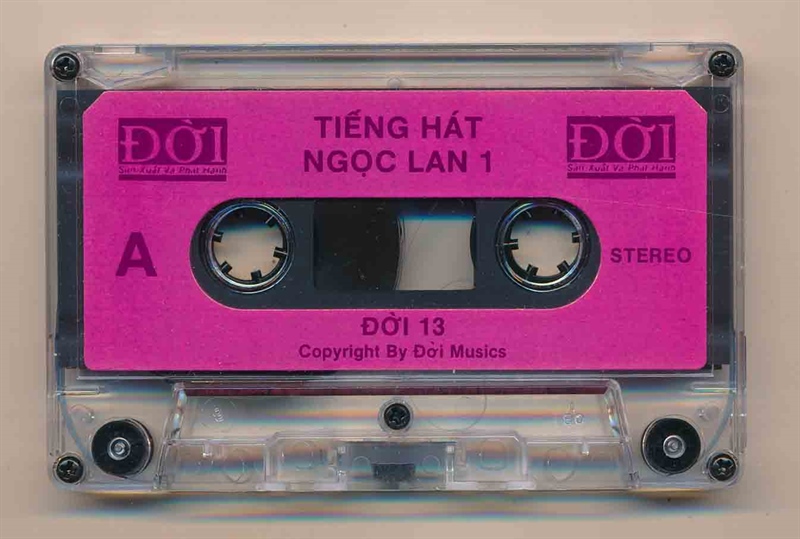 ĐỜI
Sản Xuất Và Phát Hành
TIẾNG HÁT
NGỌC LAN 1
ĐỜI
Sản Xuất Và Phát Hành
A
STEREO
ĐỜI 13
Copyright By Đời Musics